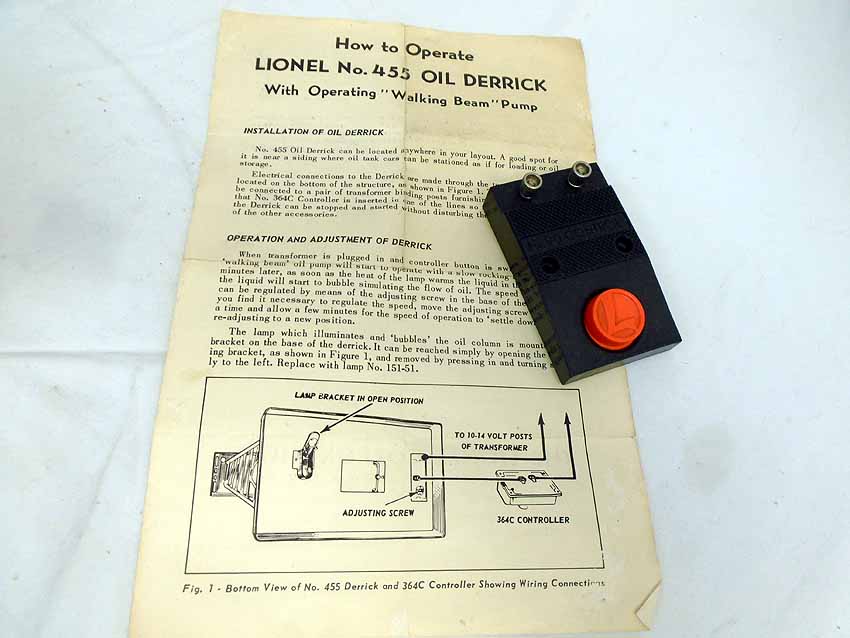 How to Operate
LIONEL No. 455 OIL DERRICK
With Operating "Walking Beam" Pump
INSTALLATION OF OIL DERRICK
No. 455 Oil Derrick can be located anywhere in your layout. A good spot for
it is near a siding where oil tank cars can be stationed as if for loading or oil
storage.
Electrical connections to the Derrick are made through the
located on the bottom of the structure, as shown in Figure 1.
be connected to a pair of transformer binding posts furnishing
that No. 364C Controller is inserted in one of the lines so
the Derrick can be stopped and started without disturbing the
of the other accessories.
OPERATION AND ADJUSTMENT OF DERRICK
When transformer is plugged in and controller button is
'walking beam' oil pump will start to operate with a slow rocking
minutes later, as soon as the heat of the lamp warms the liquid in the
the liquid will start to bubble simulating the flow of oil. The speed
can be regulated by means of the adjusting screw in the base of the
you find it necessary to regulate the speed, move the adjusting screw
a time and allow a few minutes for the speed of operation to 'settle down
re-adjusting to a new position.
The lamp which illuminates and 'bubbles' the oil column is
bracket on the base of the derrick. It can be reached simply by opening the
ing bracket, as shown in Figure 1, and removed by pressing in and turning
ly to the left. Replace with lamp No. 151-51.
LAMP BRACKET IN OPEN POSITION
TO 10-14 VOLT POSTS
OF TRANSFORMER
ADJUSTING SCREW
364C CONTROLLER
Fig. 1 - Bottom View of No. 455 Derrick and 364C Controller Showing Wiring Connections
L